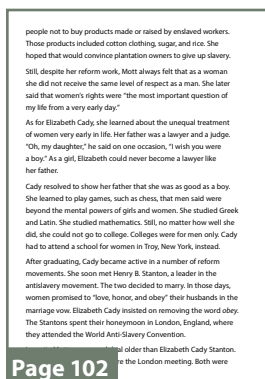 people not to buy products made or raised by enslaved workers.
Those products included cotton clothing, sugar, and rice. She
hoped that would convince plantation owners to give up slavery.
Still, despite her reform work, Mott always felt that as a woman
she did not receive the same level of respect as a man. She later
said that women's rights were “the most important question of
my life from a very early day.”
As for Elizabeth Cady, she learned about the unequal treatment
of women very early in life. Her father was a lawyer and a judge.
“Oh, my daughter,” he said on one occasion, “I wish you were
a boy.” As a girl, Elizabeth could never become a lawyer like
her father.
Cady resolved to show her father that she was as good as a boy.
She learned to play games, such as chess, that men said were
beyond the mental powers of girls and women. She studied Greek
and Latin. She studied mathematics. Still, no matter how well she
did, she could not go to college. Colleges were for men only. Cady
had to attend a school for women in Troy, New York, instead.
After graduating, Cady became active in a number of reform
movements. She soon met Henry B. Stanton, a leader in the
antislavery movement. The two decided to marry. In those days,
women promised to “love, honor, and obey” their husbands in the
marriage vow. Elizabeth Cady insisted on removing the word obey.
The Stantons spent their honeymoon in London, England, where
they attended the World Anti-Slavery Convention.
older than Elizabeth Cady Stanton.
the London meeting. Both were
Page 102